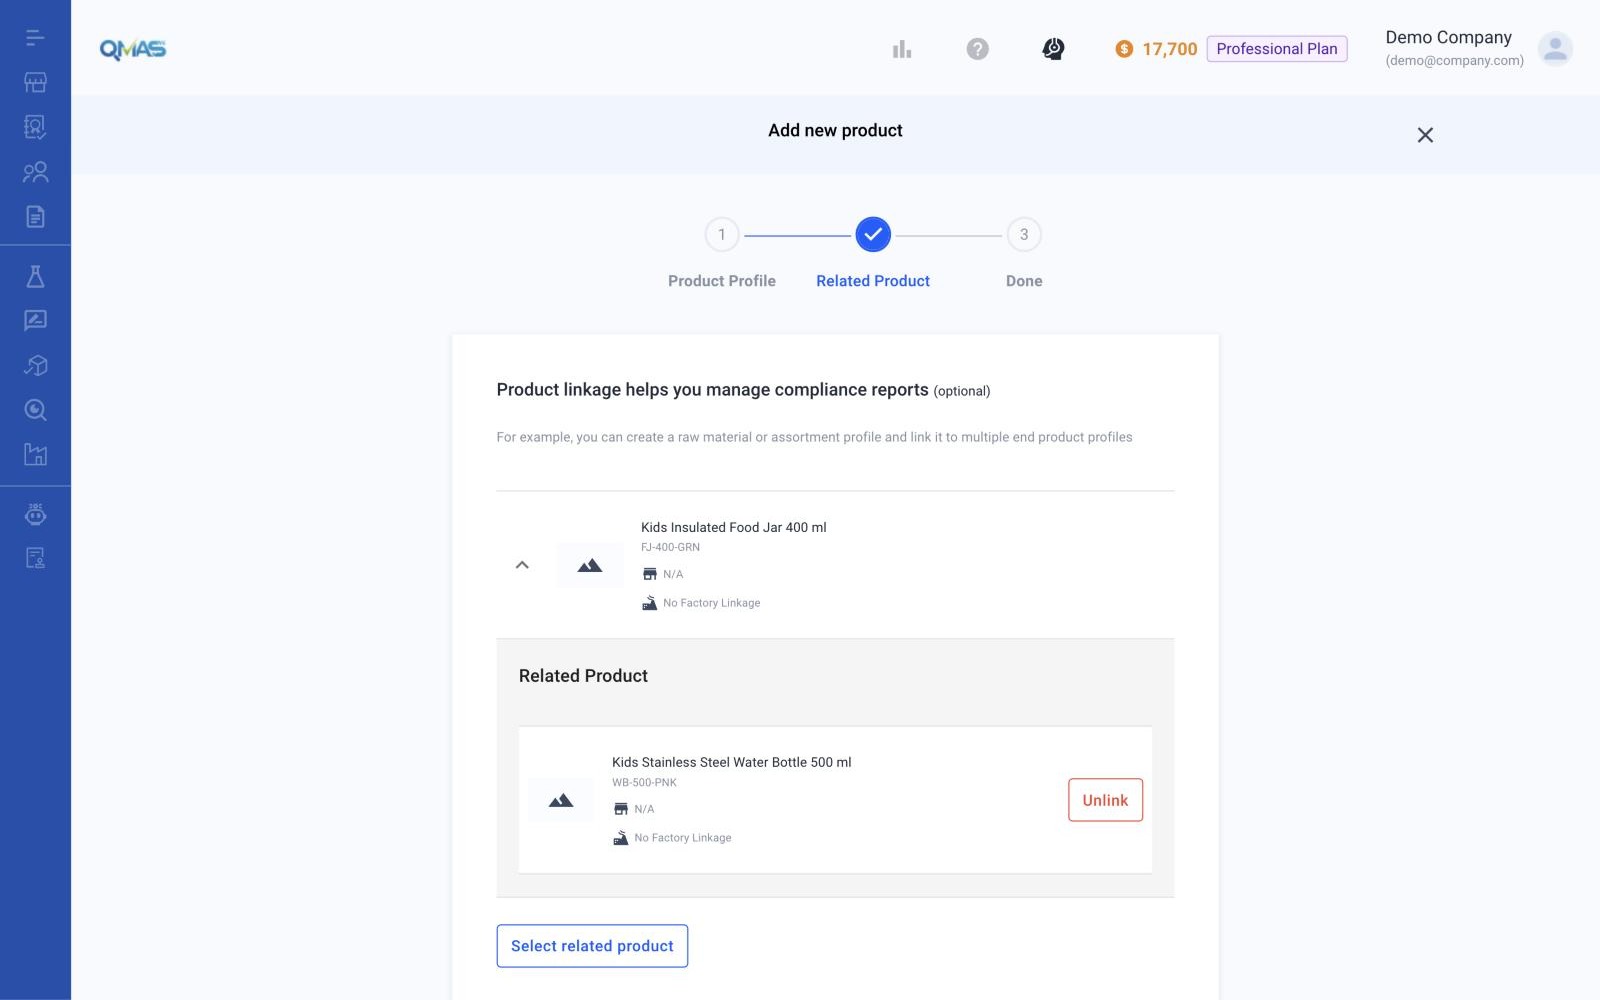 QMAS
17,700
Professional Plan
Demo Company
(demo@company.com)
Add new product
1
3
Product Profile
Related Product
Done
Product linkage helps you manage compliance reports (optional)
For example, you can create a raw material or assortment profile and link it to multiple end product profiles
Kids Insulated Food Jar 400 ml
FJ-400-GRN
N/A
No Factory Linkage
Related Product
Kids Stainless Steel Water Bottle 500 ml
WB-500-PNK
N/A
No Factory Linkage
Unlink
Select related product